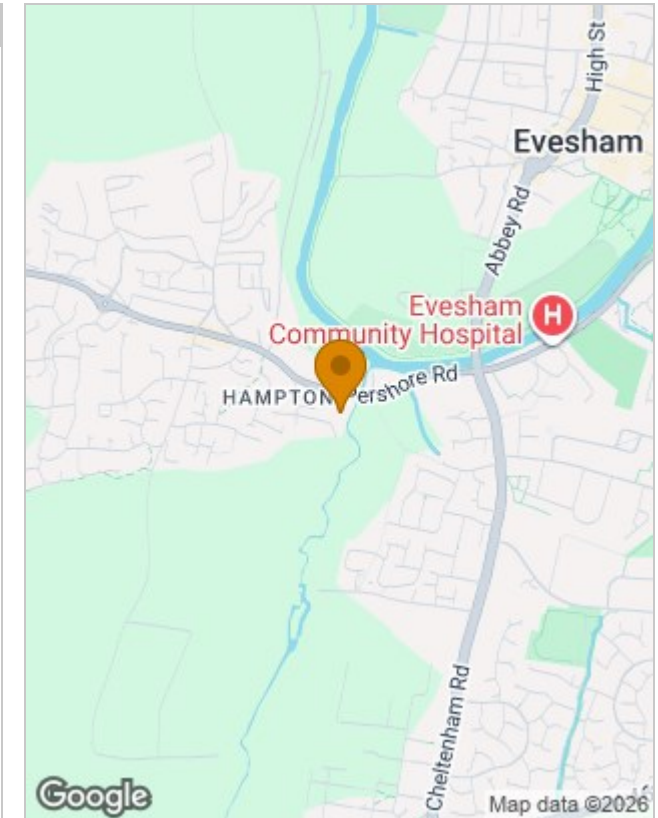 High St
Evesham
Abbey Rd
Evesham
Community Hospital
H
HAMPTON
Pershore Rd
Cheltenham Rd
Google
Map data ©2026